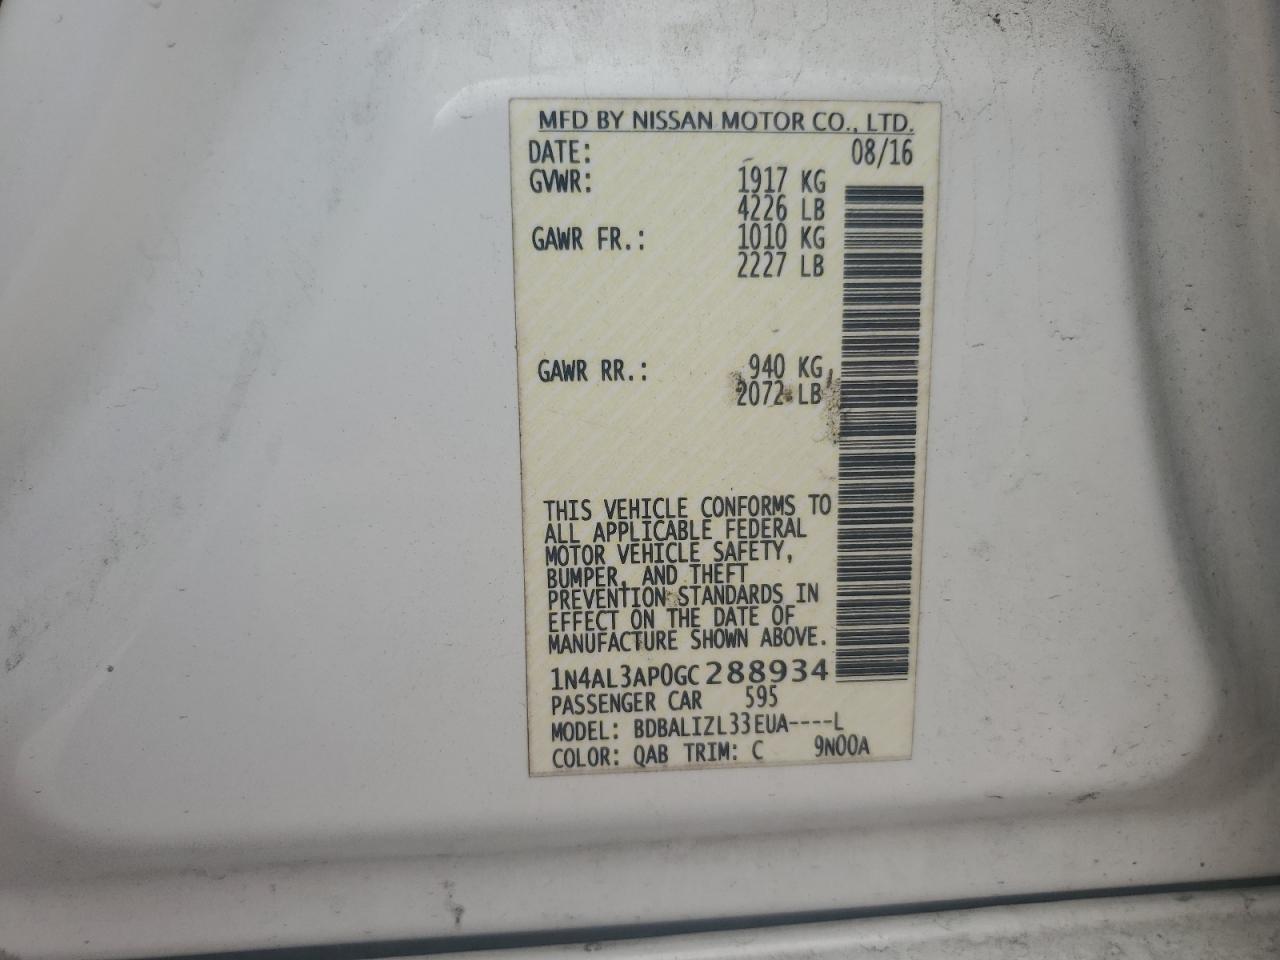 MFD BY NISSAN MOTOR CO., LTD.
DATE: 08/16
GVWR: 1917 KG
4226 LB
GAWR FR.: 1010 KG
2227 LB
GAWR RR.: 940 KG
2072 LB
THIS VEHICLE CONFORMS TO
ALL APPLICABLE FEDERAL
MOTOR VEHICLE SAFETY,
BUMPER, AND THEFT
PREVENTION STANDARDS IN
EFFECT ON THE DATE OF
MANUFACTURE SHOWN ABOVE.
1N4AL3AP0GC288934
PASSENGER CAR 595
MODEL: BDBALIZL33EUA----L
COLOR: QAB TRIM: C 9N00A